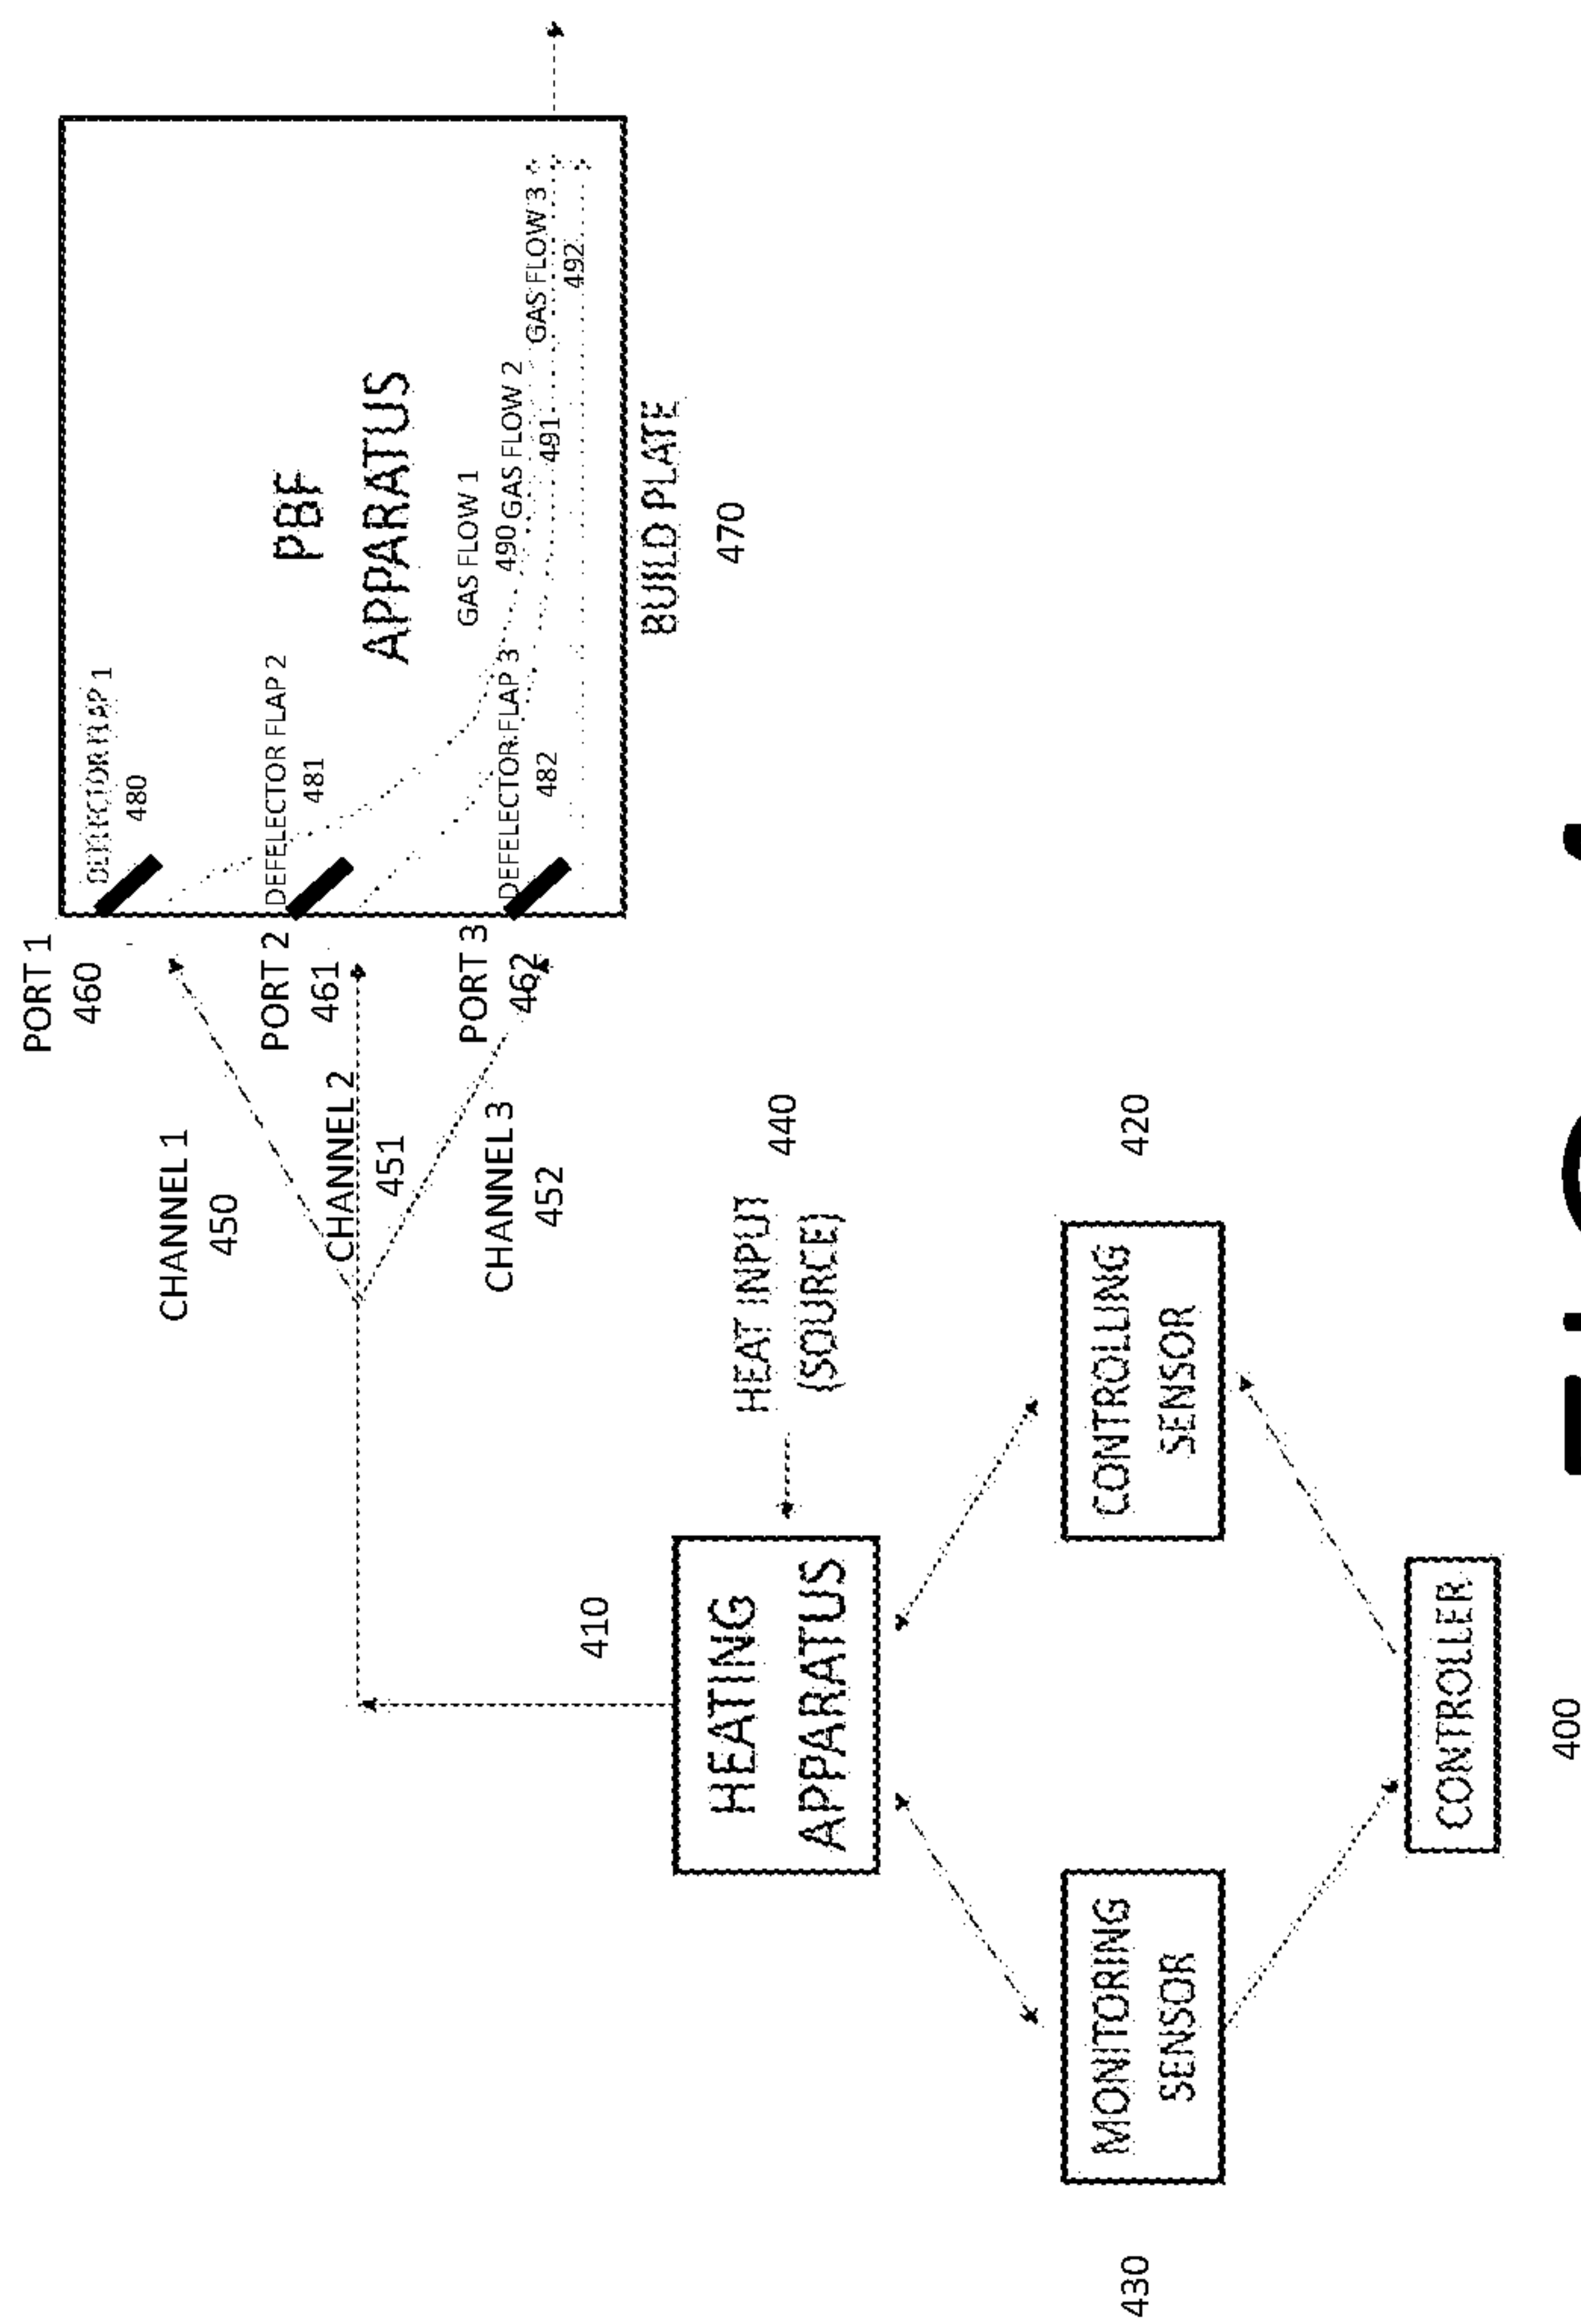 PORT 1
460
DEFLECTOR FLAP 1
480
CHANNEL 1
450
PORT 2
461
DEFELECTOR FLAP 2
481
PBF
APPARATUS
CHANNEL 2
451
PORT 3
462
DEFELECTOR FLAP 3
482
GAS FLOW 1
490
GAS FLOW 2
491
GAS FLOW 3
492
CHANNEL 3
452
BUILD PLATE
470
410
HEATING
APPARATUS
HEAT INPUT
(SOURCE)
440
MONITORING
SENSOR
430
CONTROLLING
SENSOR
420
CONTROLLER
400